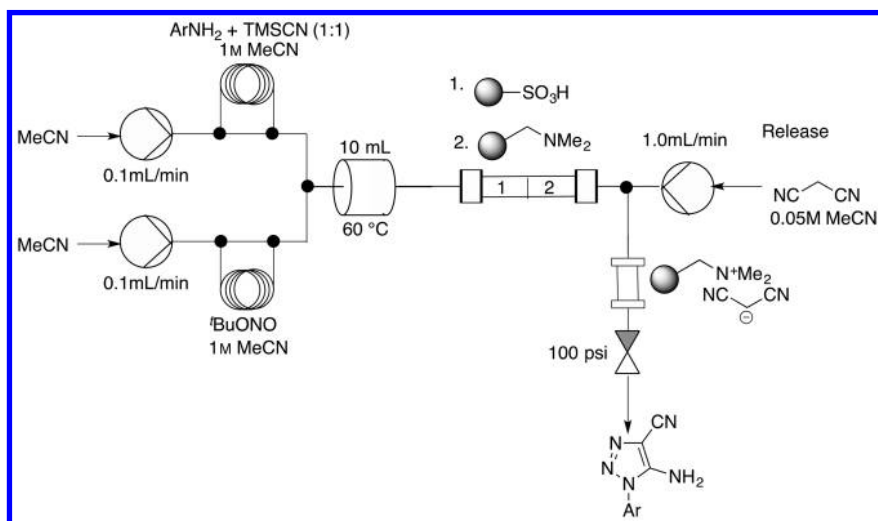 ArNH₂ + TMSCN (1:1)
1M MeCN
MeCN
0.1mL/min
MeCN
0.1mL/min
ᵗBuONO
1M MeCN
10 mL
60 °C
1.
SO₃H
2.
NMe₂
1 2
1.0mL/min
Release
NC CN
0.05M MeCN
N⁺Me₂
NC CN
⊖
100 psi
CN
N
N
N
NH₂
Ar